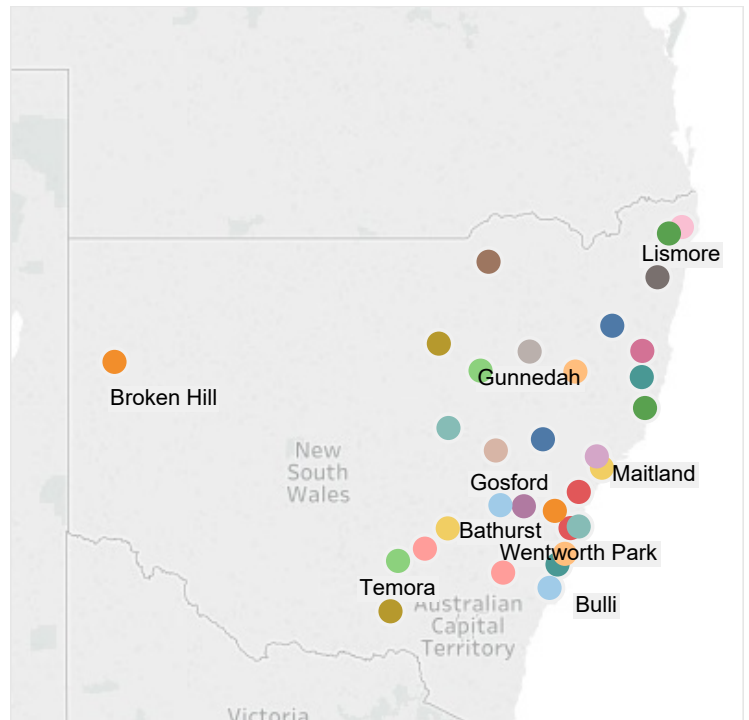 Lismore
Gunnedah
Broken Hill
New
South
Wales
Maitland
Gosford
Bathurst
Wentworth Park
Temora
Bulli
Australian
Capital
Territory
Victoria